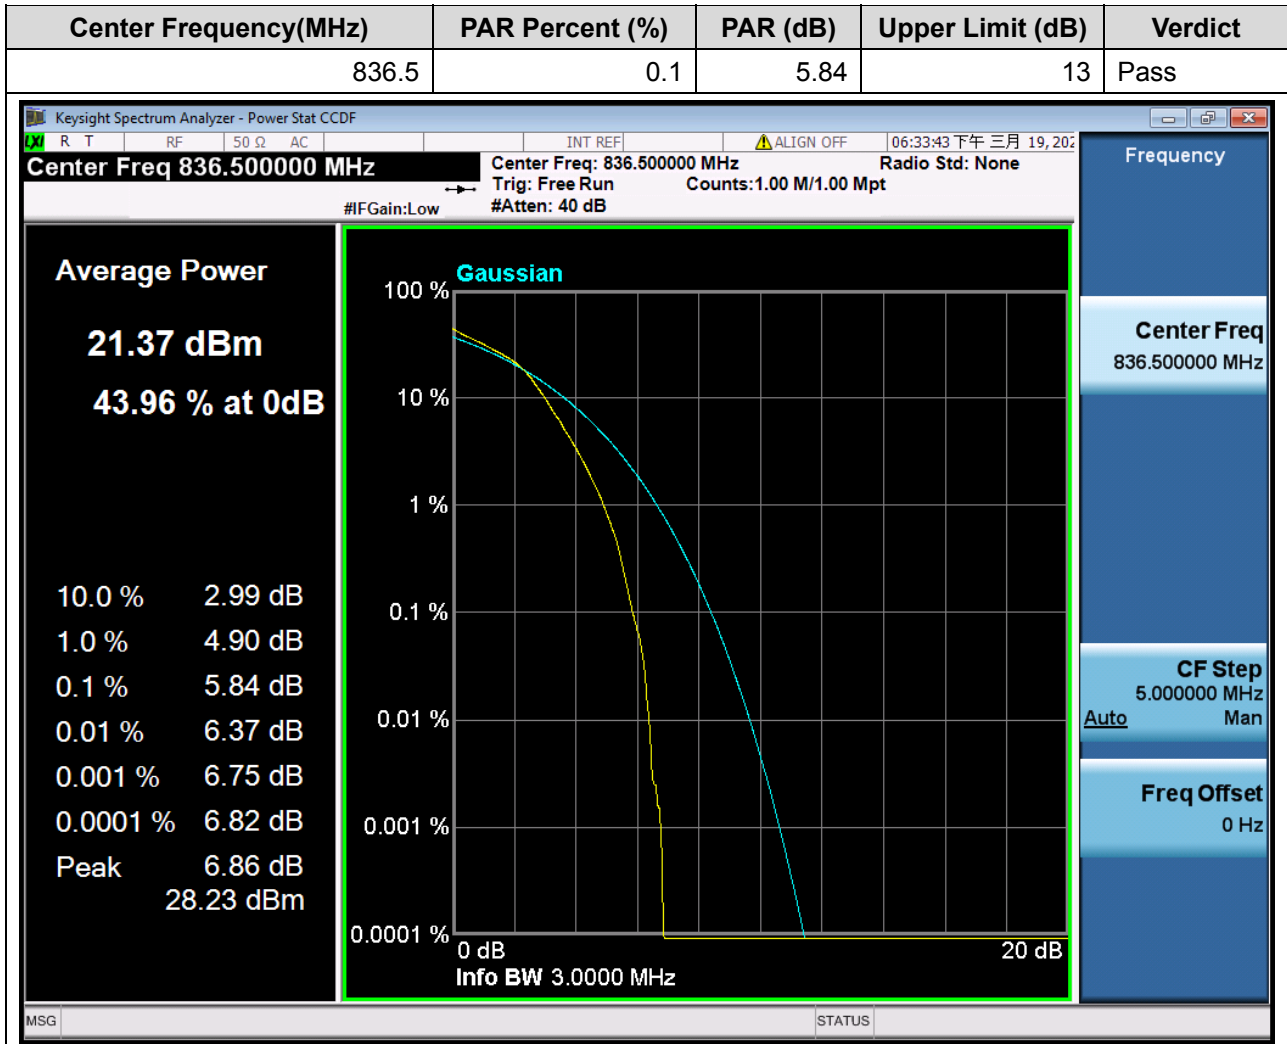 Center Frequency(MHz) PAR Percent (%) PAR (dB) Upper Limit (dB) Verdict
836.5 0.1 5.84 13 Pass
Keysight Spectrum Analyzer - Power Stat CCDF
LXI R T RF 50 Ω AC INT REF ALIGN OFF 06:33:43 下午 三月 19, 202
Center Freq 836.500000 MHz
Center Freq: 836.500000 MHz Radio Std: None
Trig: Free Run Counts:1.00 M/1.00 Mpt
#IFGain:Low #Atten: 40 dB
Average Power
21.37 dBm
43.96 % at 0dB
10.0 % 2.99 dB
1.0 % 4.90 dB
0.1 % 5.84 dB
0.01 % 6.37 dB
0.001 % 6.75 dB
0.0001 % 6.82 dB
Peak 6.86 dB
28.23 dBm
Gaussian
100 %
10 %
1 %
0.1 %
0.01 %
0.001 %
0.0001 %
0 dB 20 dB
Info BW 3.0000 MHz
Frequency
Center Freq
836.500000 MHz
CF Step
5.000000 MHz
Auto Man
Freq Offset
0 Hz
MSG STATUS